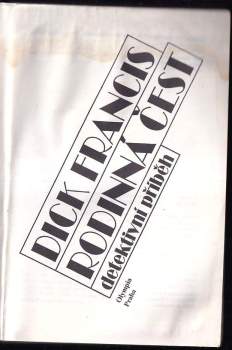 DICK FRANCIS
RODINNÁ ČEST
detektivní příběh
Olympia
Praha